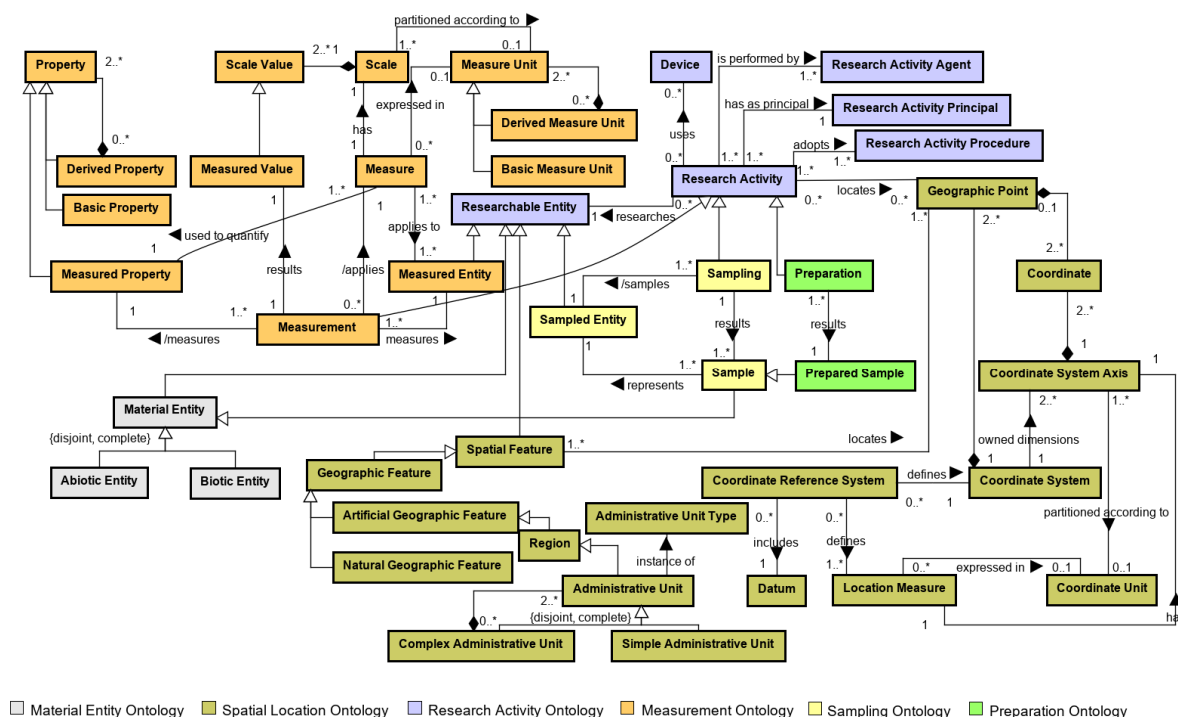 partitioned according to
2..* 1
1..*
0..1
Property
2..*
Scale Value
Scale
0..1
Measure Unit
2..*
Device
is performed by
1..*
Research Activity Agent
1
expressed in
0..*
0..*
has as principal
1
Research Activity Principal
has
Derived Measure Unit
uses
adopts
1..*
Research Activity Procedure
0..*
1
0..*
0..*
1..*
1..*
Derived Property
Measured Value
Measure
Basic Measure Unit
Research Activity
1..*
locates
Geographic Point
0..1
Basic Property
1
1..*
1
1..*
Researchable Entity
1
researches
0..*
0..*
0..*
1..*
2..*
used to quantify
1
applies to
1..*
2..*
Measured Property
results
/applies
Measured Entity
1..*
Sampling
Preparation
Coordinate
1
1
0..*
1
/samples
1
1..*
2..*
1..*
Measurement
1..*
Sampled Entity
results
results
/measures
measures
1
1..*
1..*
1
1
1
represents
Sample
Prepared Sample
Coordinate System Axis
Material Entity
2..*
1..*
{disjoint, complete}
Spatial Feature
1..*
locates
owned dimensions
1
1
Abiotic Entity
Biotic Entity
Geographic Feature
Coordinate Reference System
defines
0..*
1
Coordinate System
Artificial Geographic Feature
Administrative Unit Type
0..*
0..*
partitioned according to
Region
includes
defines
Natural Geographic Feature
instance of
1
1..*
0..*
expressed in
0..1
0..1
Administrative Unit
Datum
Location Measure
Coordinate Unit
2..*
0..*
{disjoint, complete}
1
ha
Complex Administrative Unit
Simple Administrative Unit
Material Entity Ontology
Spatial Location Ontology
Research Activity Ontology
Measurement Ontology
Sampling Ontology
Preparation Ontology